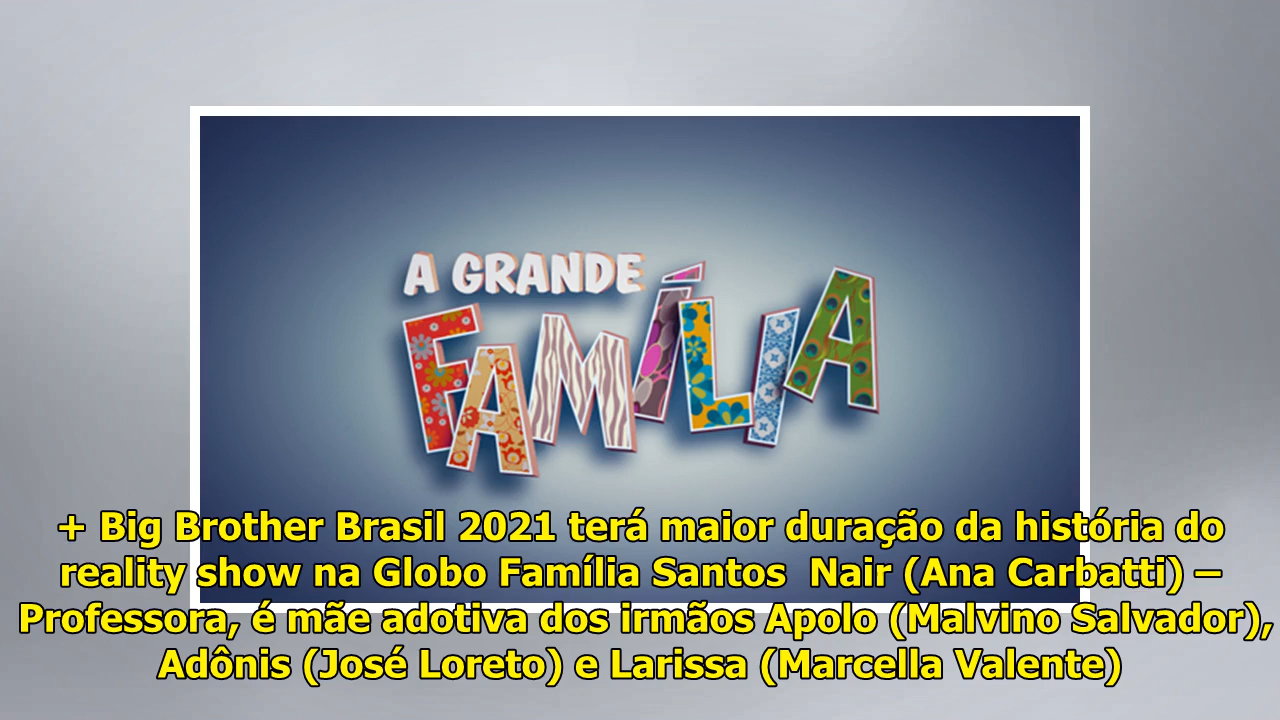 A GRANDE
FAMÍLIA
+ Big Brother Brasil 2021 terá maior duração da história do
reality show na Globo Família Santos  Nair (Ana Carbatti) –
Professora, é mãe adotiva dos irmãos Apolo (Malvino Salvador),
Adônis (José Loreto) e Larissa (Marcella Valente)